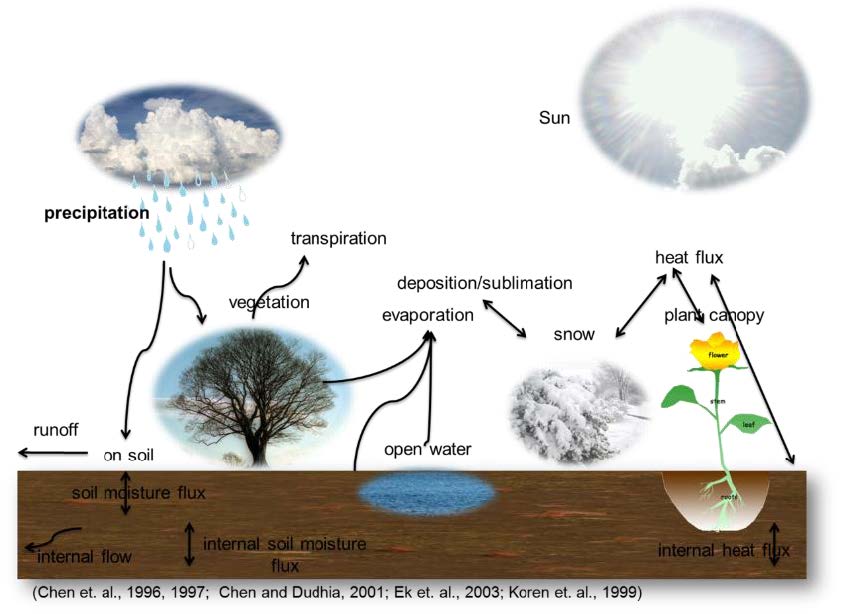 Sun
precipitation
transpiration
heat flux
deposition/sublimation
vegetation
evaporation
plant canopy
snow
flower
stem
leaf
runoff
on soil
open water
soil moisture flux
roots
internal flow
internal soil moisture
flux
internal heat flux
(Chen et. al., 1996, 1997; Chen and Dudhia, 2001; Ek et. al., 2003; Koren et. al., 1999)